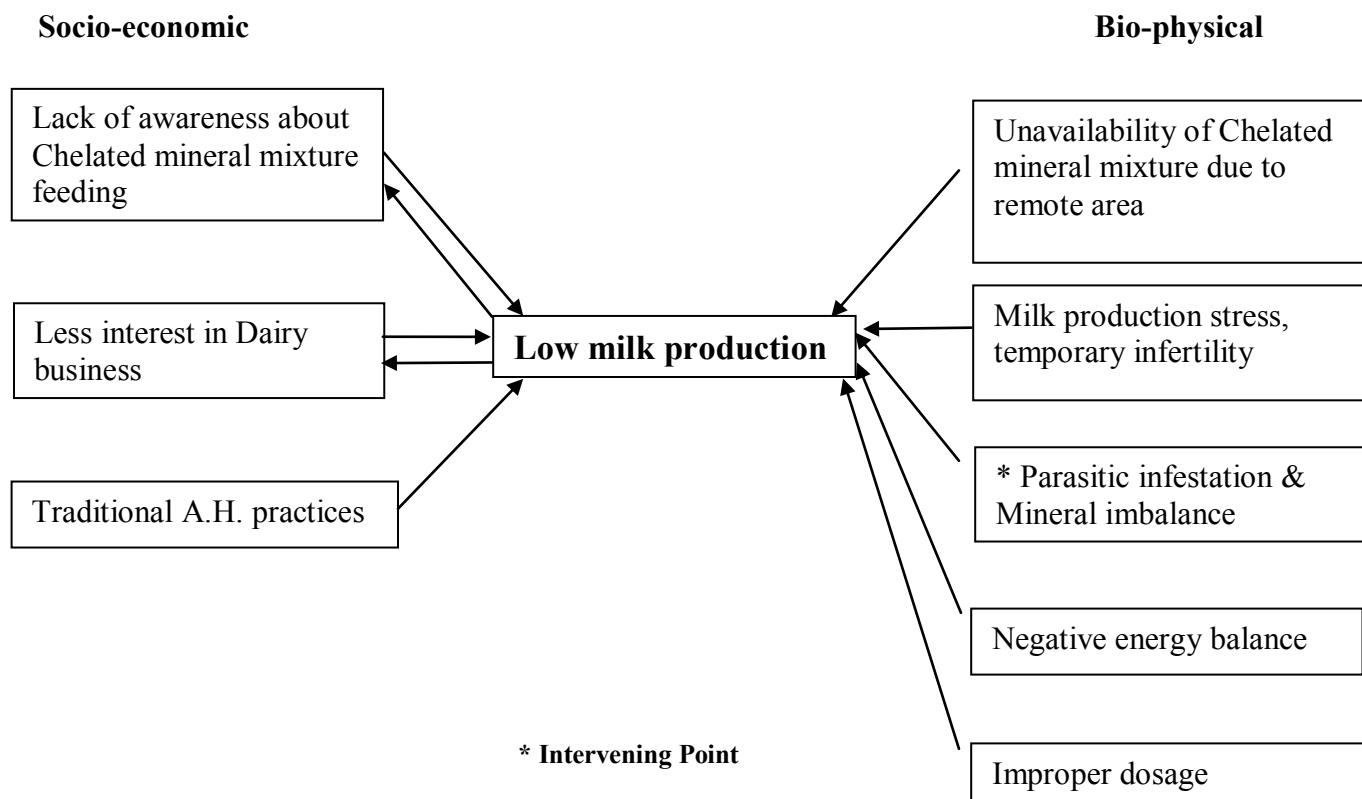 Socio-economic
Bio-physical
Lack of awareness about
Chelated mineral mixture
feeding
Less interest in Dairy
business
Traditional A.H. practices
Low milk production
Unavailability of Chelated
mineral mixture due to
remote area
Milk production stress,
temporary infertility
* Parasitic infestation &
Mineral imbalance
Negative energy balance
Improper dosage
* Intervening Point